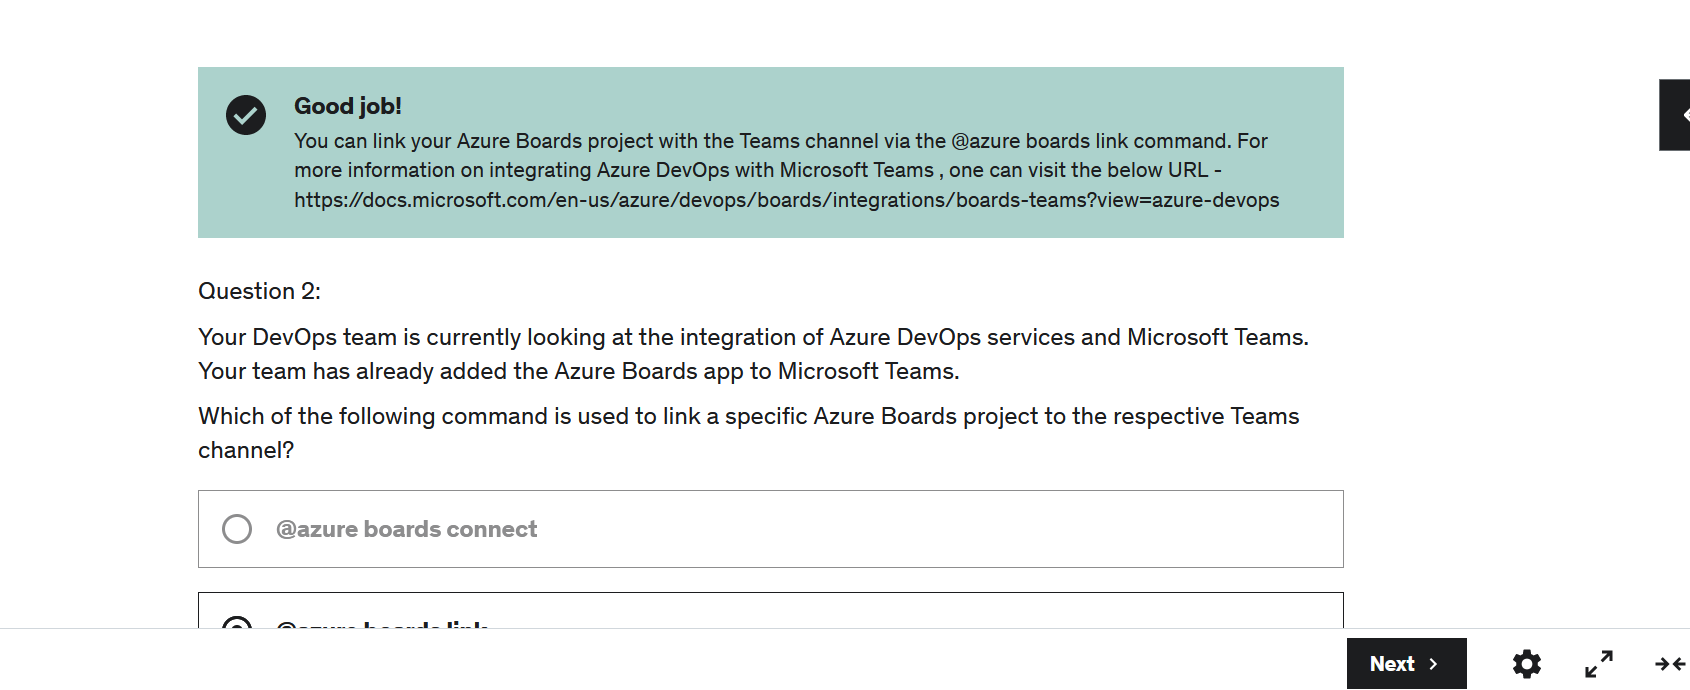 Good job!
You can link your Azure Boards project with the Teams channel via the @azure boards link command. For
more information on integrating Azure DevOps with Microsoft Teams , one can visit the below URL -
https://docs.microsoft.com/en-us/azure/devops/boards/integrations/boards-teams?view=azure-devops
Question 2:
Your DevOps team is currently looking at the integration of Azure DevOps services and Microsoft Teams.
Your team has already added the Azure Boards app to Microsoft Teams.
Which of the following command is used to link a specific Azure Boards project to the respective Teams
channel?
@azure boards connect
@azure boards link
Next